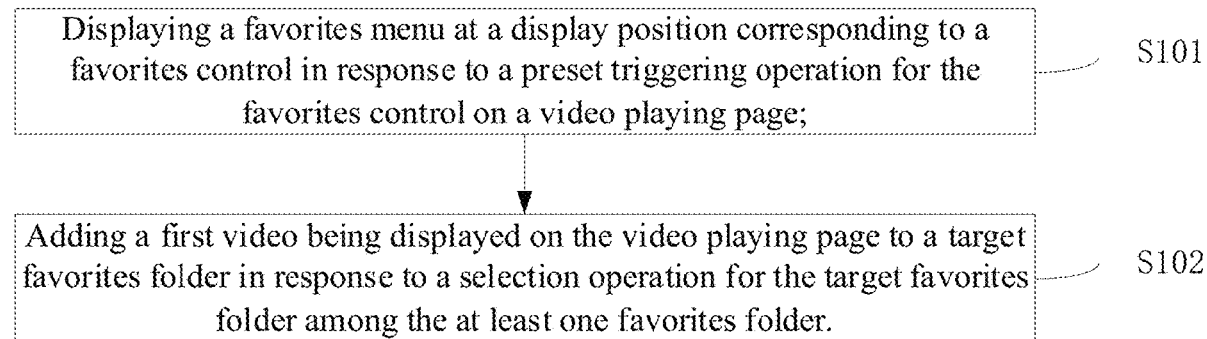 Displaying a favorites menu at a display position corresponding to a
favorites control in response to a preset triggering operation for the
favorites control on a video playing page;
S101
Adding a first video being displayed on the video playing page to a target
favorites folder in response to a selection operation for the target favorites
folder among the at least one favorites folder.
S102